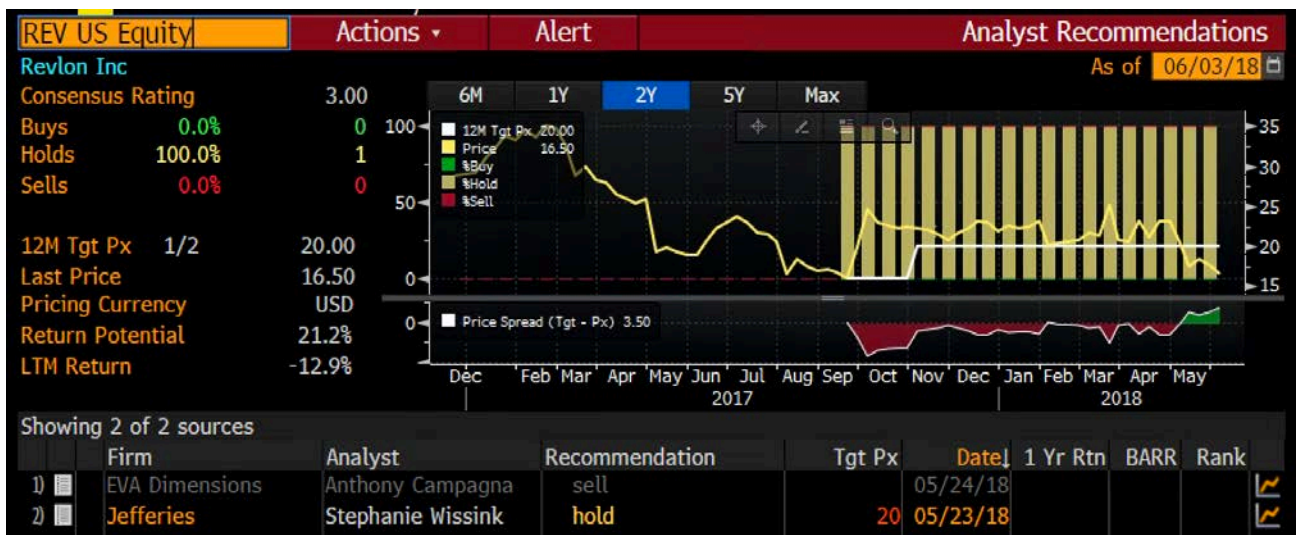 REV US Equity Actions Alert Analyst Recommendations
Revlon Inc As of 06/03/18
Consensus Rating 3.00 6M 1Y 2Y 5Y Max
Buys 0.0% 0
Holds 100.0% 1
Sells 0.0% 0
12M Tgt Px 1/2 20.00
Last Price 16.50
Pricing Currency USD
Return Potential 21.2%
LTM Return -12.9%
100
50
0
12M Tgt Px 20.00
Price 16.50
%Buy
%Hold
%Sell
35
30
25
20
15
0 Price Spread (Tgt - Px) 3.50
Dec Feb Mar Apr May Jun Jul Aug Sep Oct Nov Dec Jan Feb Mar Apr May
2017 2018
Showing 2 of 2 sources
Firm Analyst Recommendation Tgt Px Date↓ 1 Yr Rtn BARR Rank
1) EVA Dimensions Anthony Campagna sell 05/24/18
2) Jefferies Stephanie Wissink hold 20 05/23/18